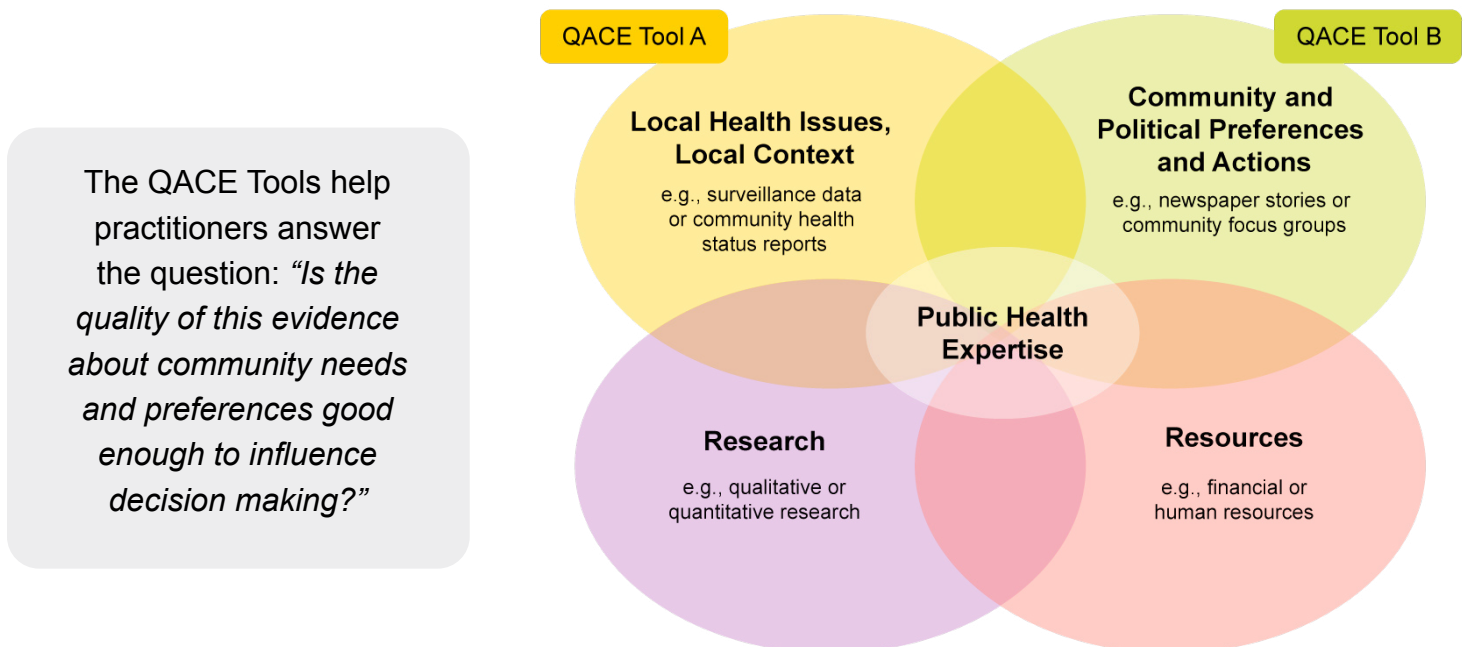 The QACE Tools help
practitioners answer
the question: “Is the
quality of this evidence
about community needs
and preferences good
enough to influence
decision making?”
QACE Tool A
QACE Tool B
Local Health Issues,
Local Context
e.g., surveillance data
or community health
status reports
Community and
Political Preferences
and Actions
e.g., newspaper stories or
community focus groups
Public Health
Expertise
Research
e.g., qualitative or
quantitative research
Resources
e.g., financial or
human resources